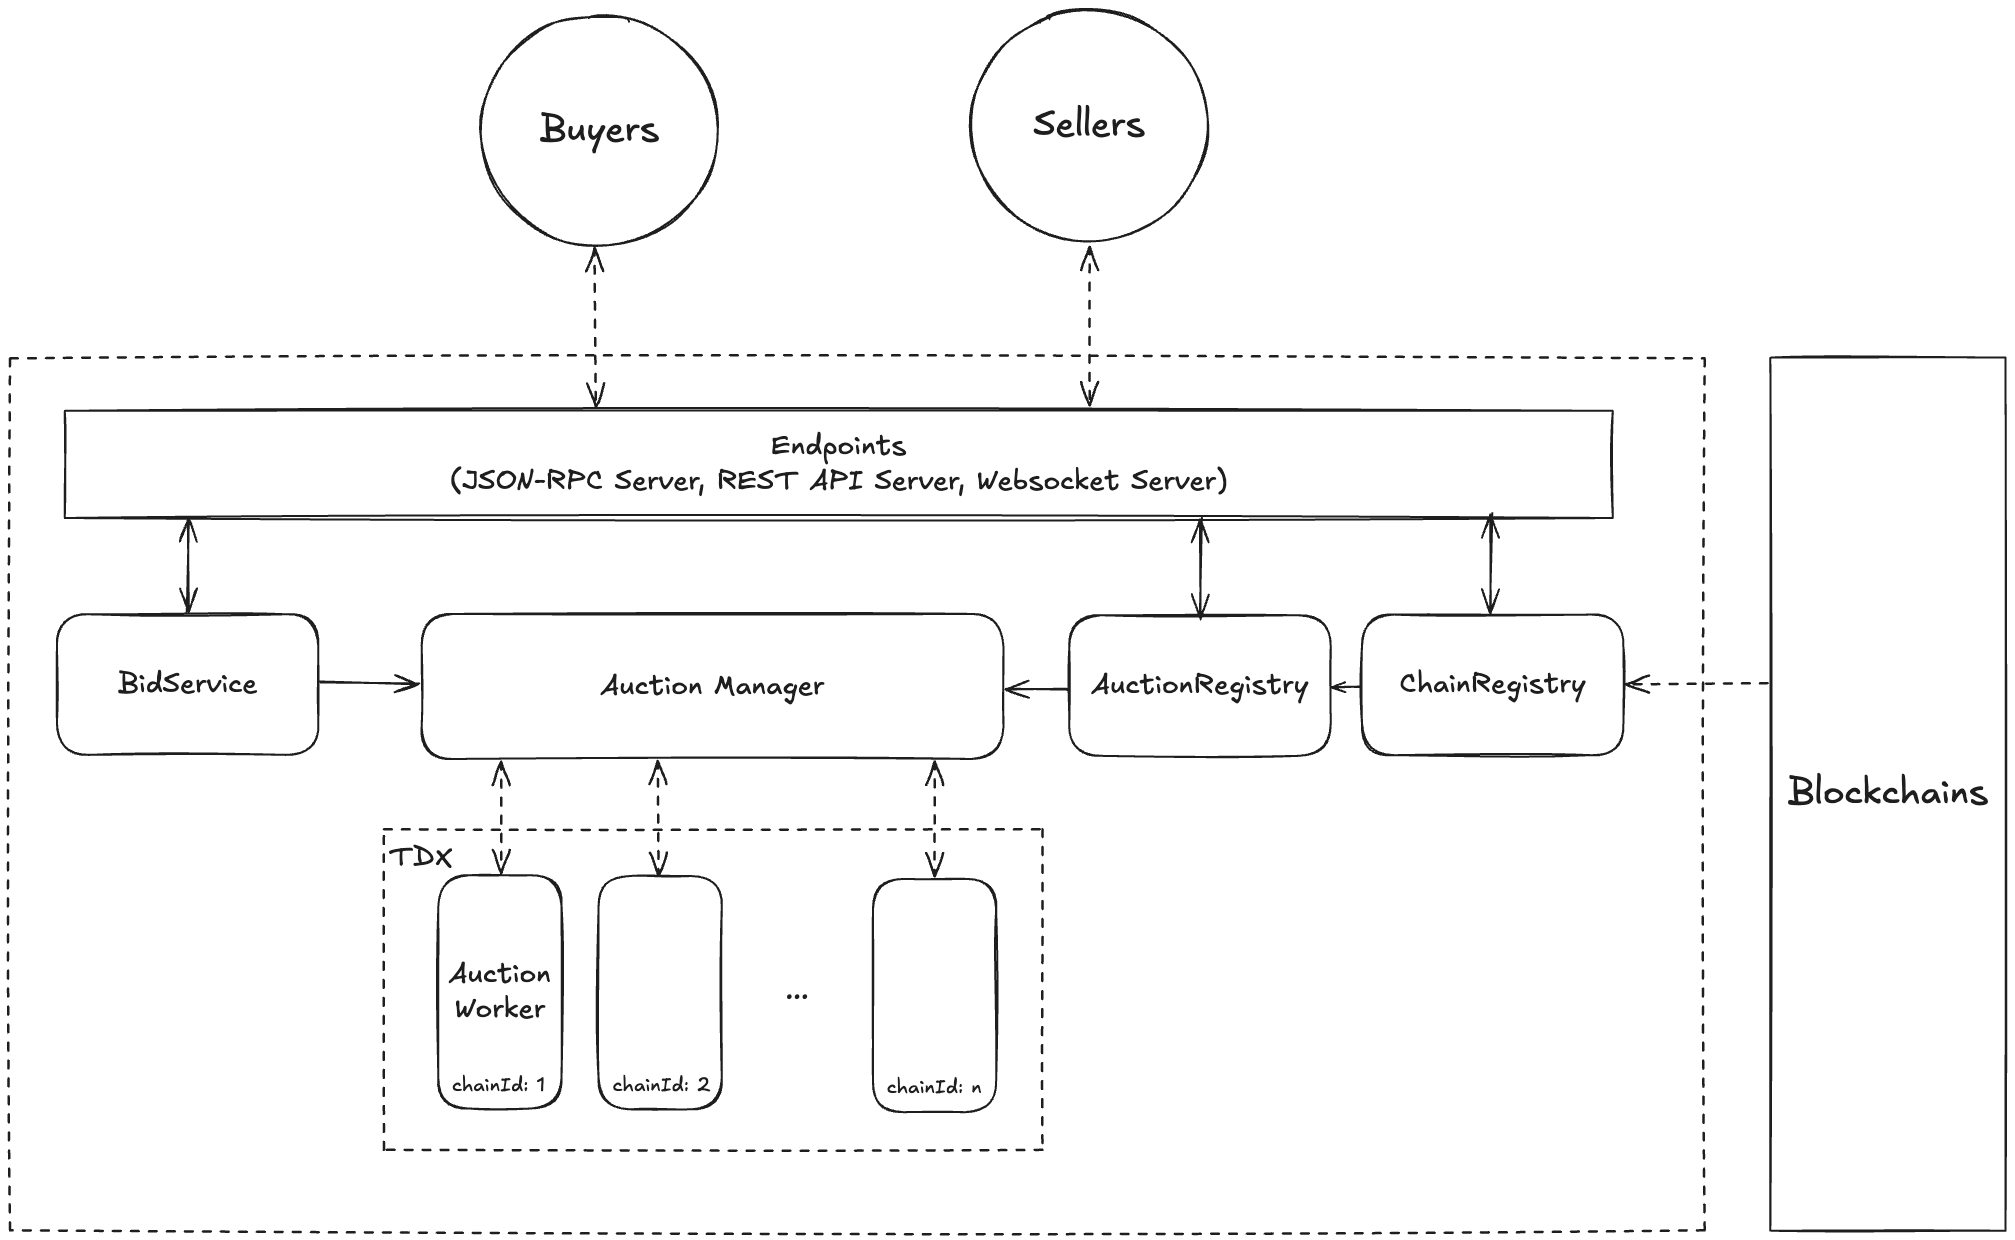 Buyers
Sellers
Endpoints
(JSON-RPC Server, REST API Server, Websocket Server)
BidService
Auction Manager
AuctionRegistry
ChainRegistry
Blockchains
TDX
Auction
Worker
...
chainId: 1
chainId: 2
chainId: n